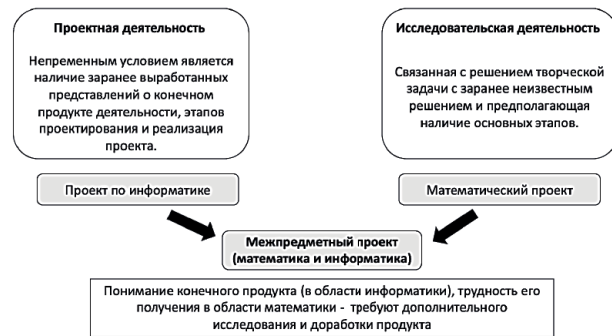 Проектная деятельность
Непременным условием является
наличие заранее выработанных
представлений о конечном
продукте деятельности, этапов
проектирования и реализация
проекта.
Исследовательская деятельность
Связанная с решением творческой
задачи с заранее неизвестным
решением и предполагающая
наличие основных этапов.
Проект по информатике
Математический проект
Межпредметный проект
(математика и информатика)
Понимание конечного продукта (в области информатики), трудность его
получения в области математики - требуют дополнительного
исследования и доработки продукта